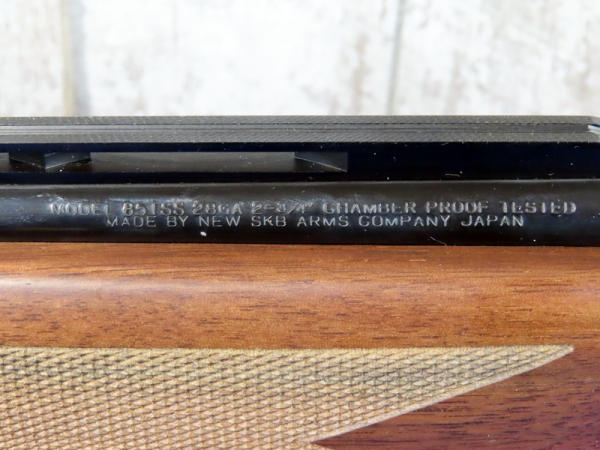 MODEL 85TSS 28GA 2-3/4" CHAMBER PROOF TESTED
MADE BY NEW SKB ARMS COMPANY JAPAN